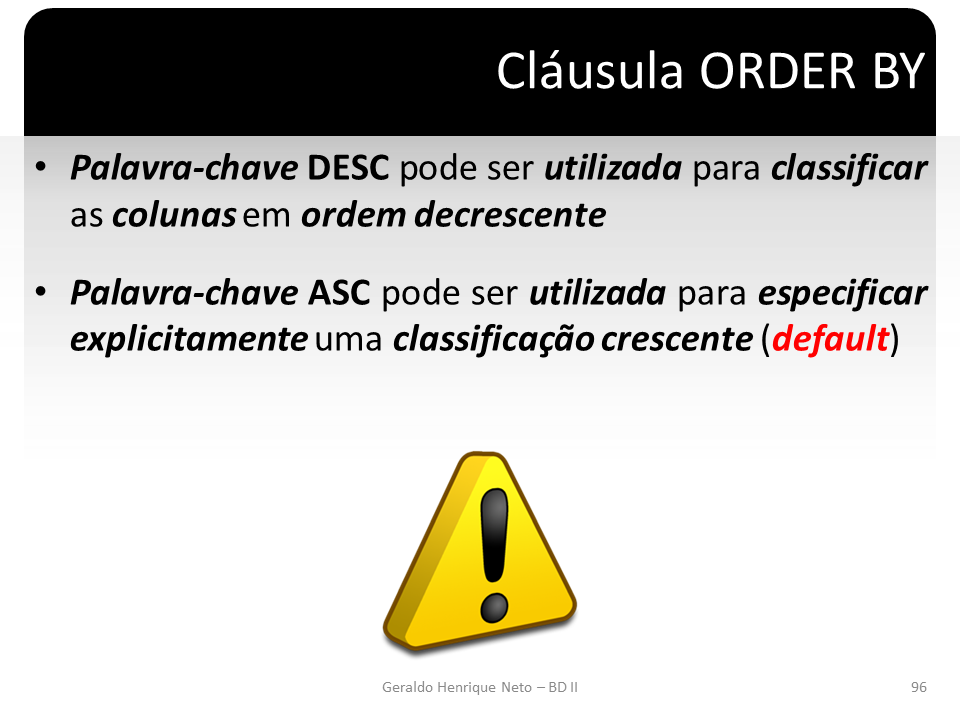 Cláusula ORDER BY
• Palavra-chave DESC pode ser utilizada para classificar
as colunas em ordem decrescente
• Palavra-chave ASC pode ser utilizada para especificar
explicitamente uma classificação crescente (default)
Geraldo Henrique Neto – BD II
96